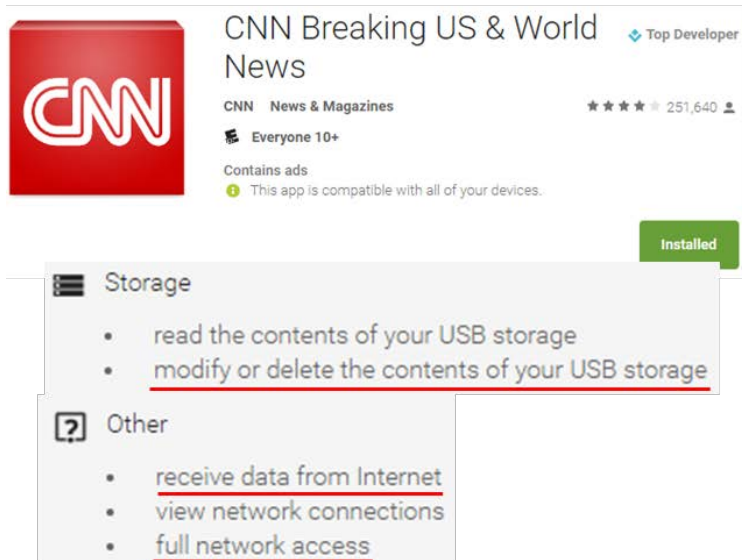 CNN
CNN Breaking US & World
News
Top Developer
CNN News & Magazines
251,640
Everyone 10+
Contains ads
This app is compatible with all of your devices.
Installed
Storage
• read the contents of your USB storage
• modify or delete the contents of your USB storage
Other
• receive data from Internet
• view network connections
• full network access